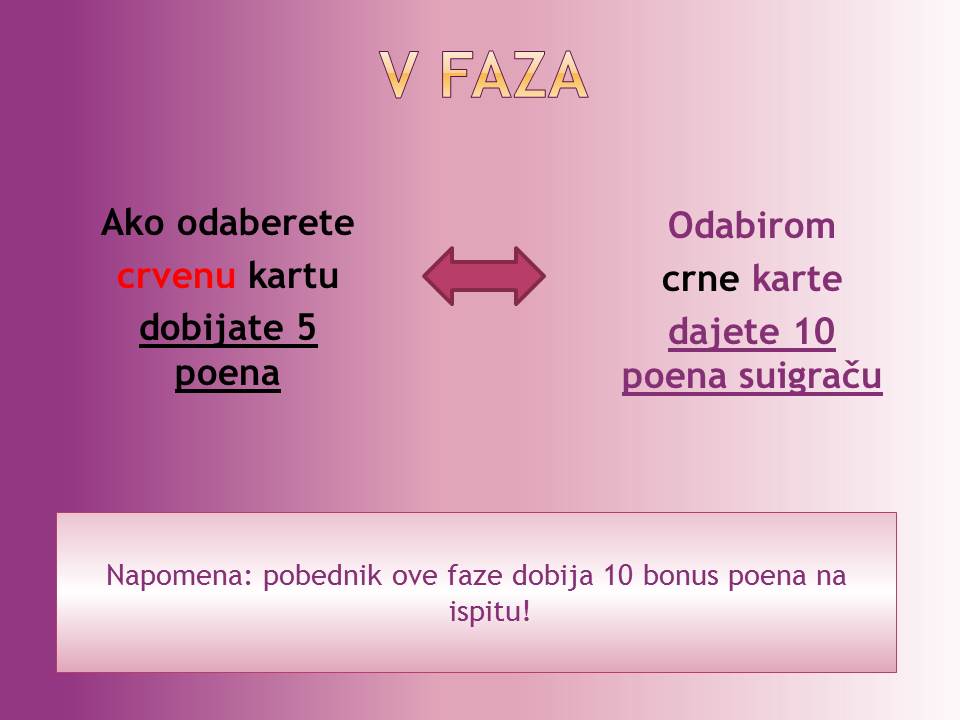 V FAZA
Ako odaberete
crvenu kartu
dobijate 5
poena
Odabirom
crne karte
dajete 10
poena suigraču
Napomena: pobednik ove faze dobija 10 bonus poena na
ispitu!